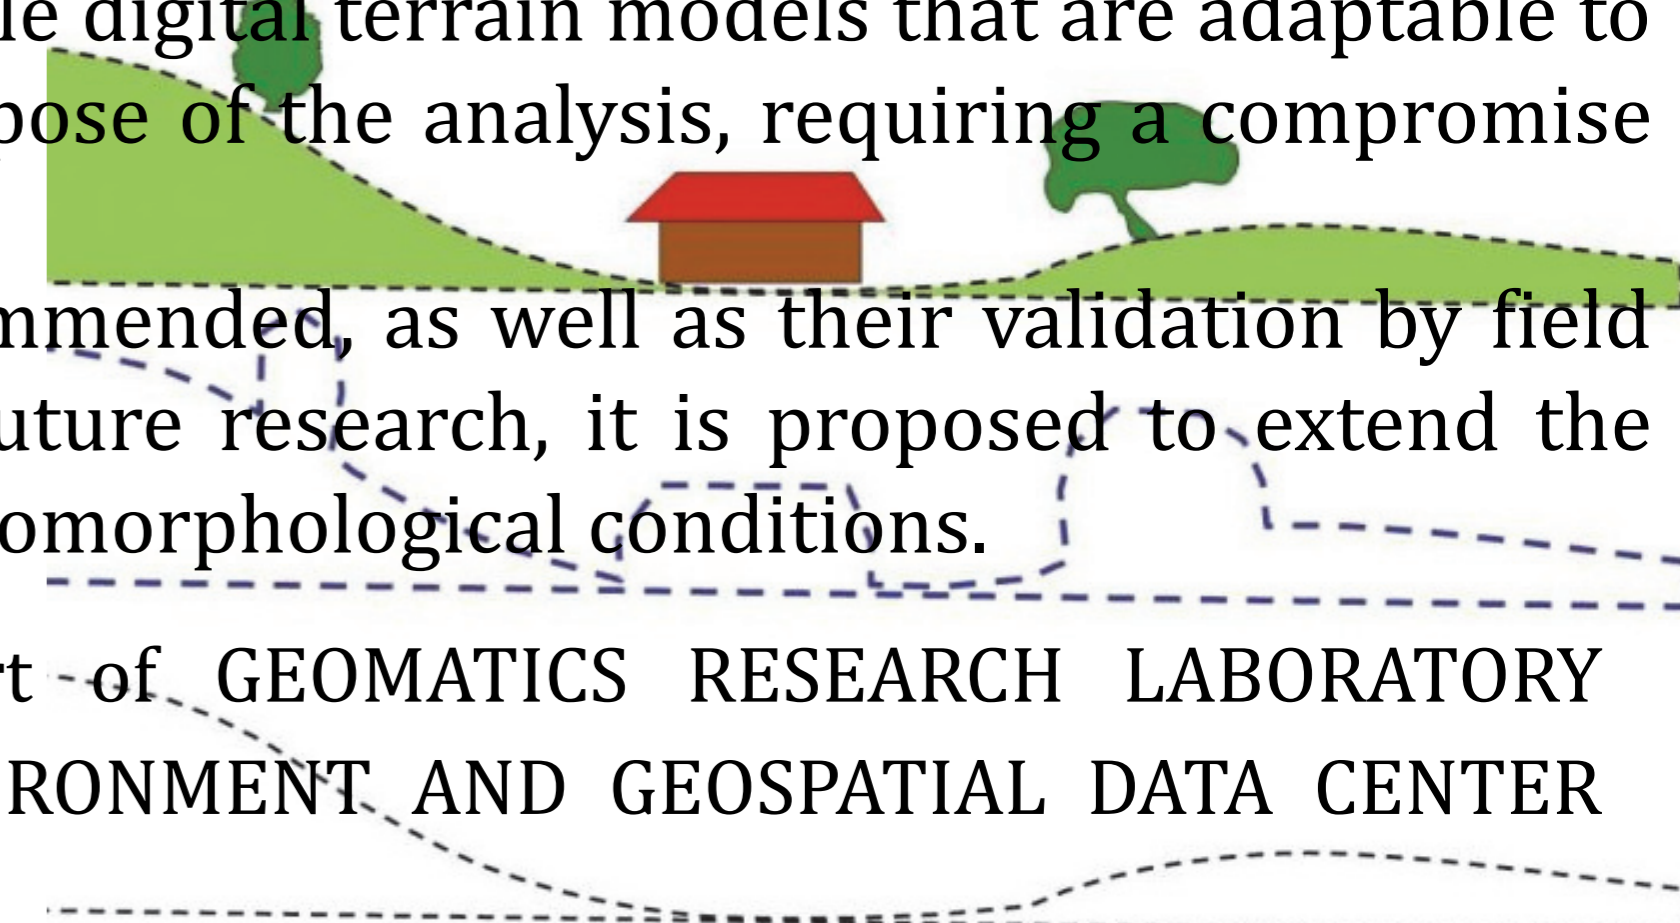 le digital terrain models that are adaptable to
pose of the analysis, requiring a compromise
mmended, as well as their validation by field
uture research, it is proposed to extend the
omorphological conditions.
rt of GEOMATICS RESEARCH LABORATORY
RONMENT AND GEOSPATIAL DATA CENTER